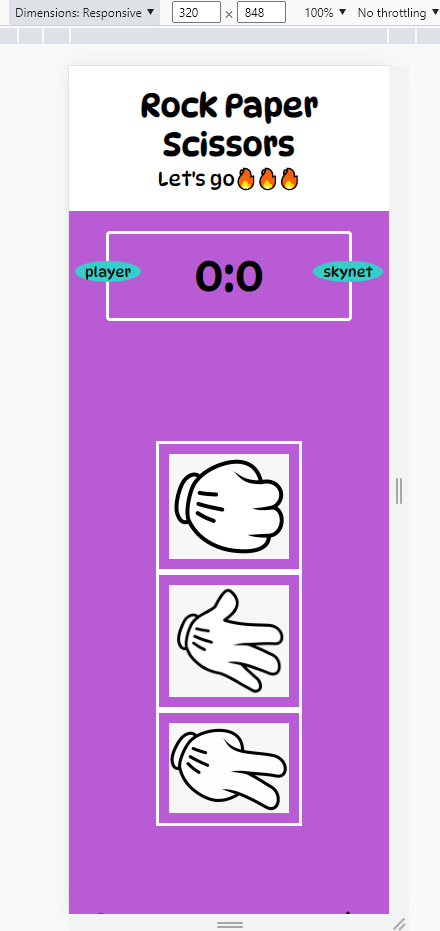 Dimensions: Responsive ▼ 320 × 848 100% ▼ No throttling ▼
Rock Paper
Scissors
Let's go🔥🔥🔥
player 0:0 skynet